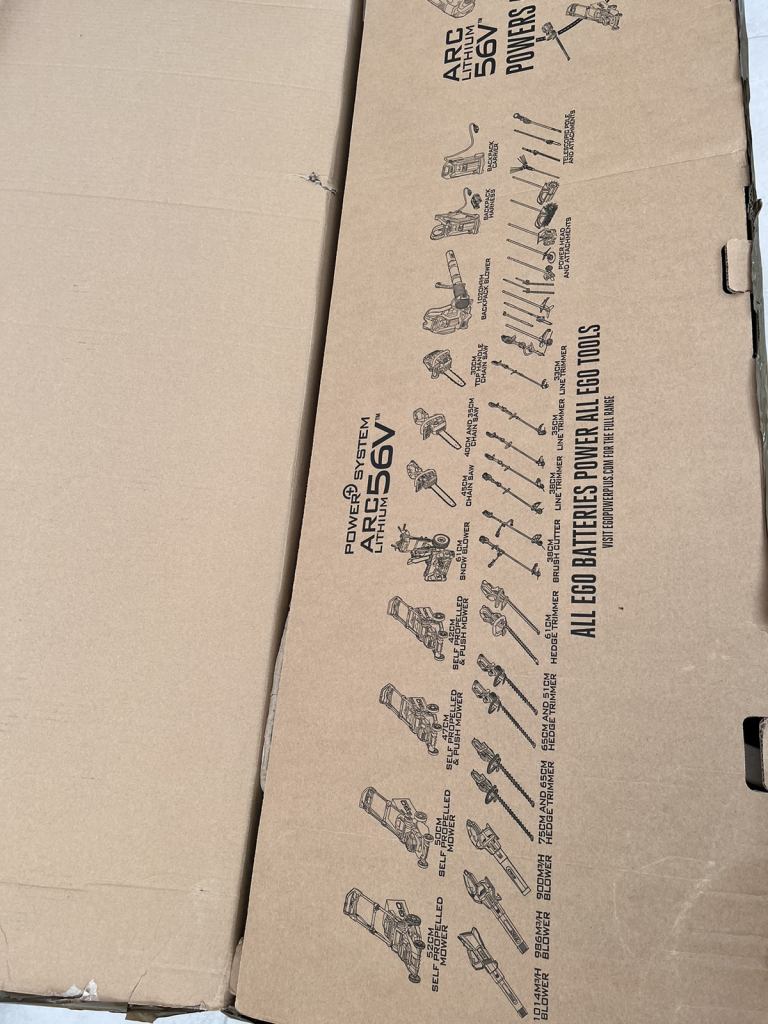 POWER+ SYSTEM
ARC
LITHIUM
56V™
52CM
SELF PROPELLED
MOWER
50CM
SELF PROPELLED
MOWER
47CM
SELF PROPELLED
& PUSH MOWER
42CM
SELF PROPELLED
& PUSH MOWER
61CM
SNOW BLOWER
45CM
CHAIN SAW
40CM AND 35CM
CHAIN SAW
30CM
TOP HANDLE
CHAIN SAW
BACKPACK BLOWER
BACKPACK
HARNESS
BACKPACK
CARRIER
1014M³/H
BLOWER
986M³/H
BLOWER
900M³/H
BLOWER
75CM AND 65CM
HEDGE TRIMMER
65CM AND 51CM
HEDGE TRIMMER
61CM
HEDGE TRIMMER
38CM
BRUSH CUTTER
38CM
LINE TRIMMER
35CM
LINE TRIMMER
33CM
LINE TRIMMER
POWER HEAD
AND ATTACHMENTS
TELESCOPIC POLE
AND ATTACHMENTS
ALL EGO BATTERIES POWER ALL EGO TOOLS
VISIT EGOPOWERPLUS.COM FOR THE FULL RANGE
ARC
LITHIUM
56V™
POWERS